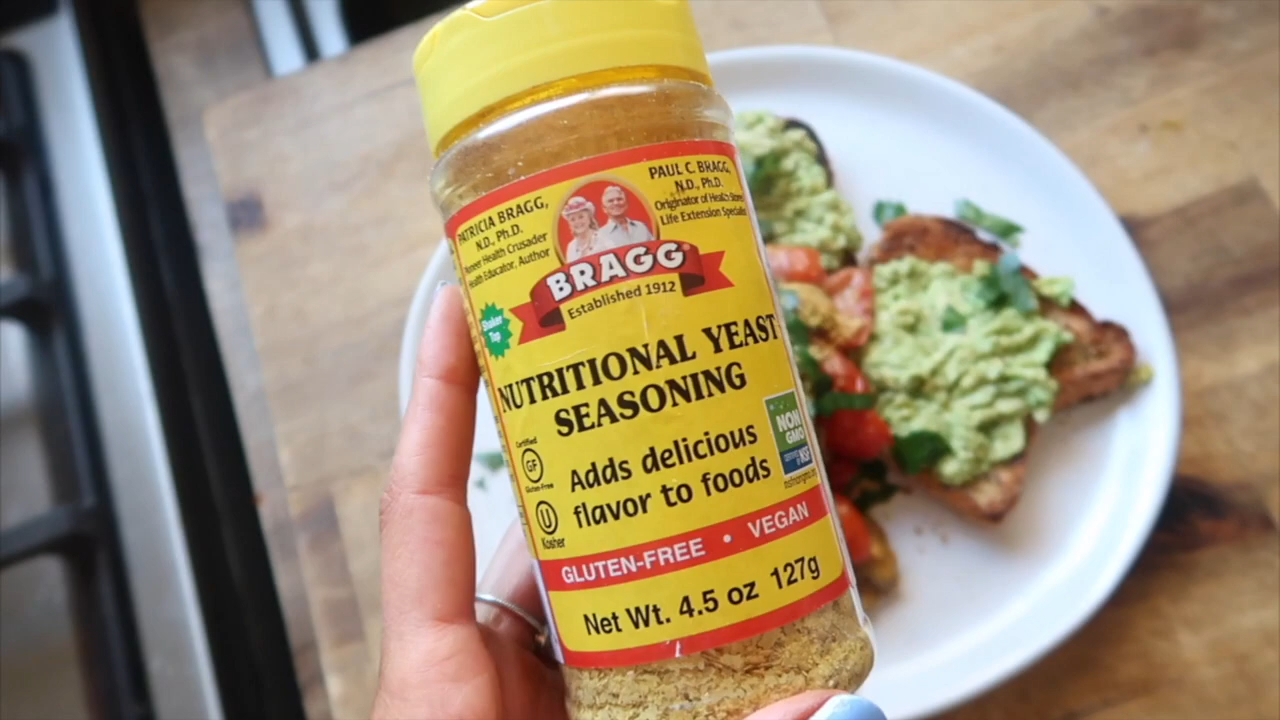 PATRICIA BRAGG,
N.D., Ph.D.
Pioneer Health Crusader
Health Educator, Author
PAUL C. BRAGG,
N.D., Ph.D.
Originator of Health Stores
Life Extension Specialist
BRAGG
Established 1912
Shaker
Top
NUTRITIONAL YEAST
SEASONING
Certified
GF
Gluten-Free
U
Kosher
Adds delicious
flavor to foods
NON
GMO
NSF
GLUTEN-FREE • VEGAN
Net Wt. 4.5 oz 127g